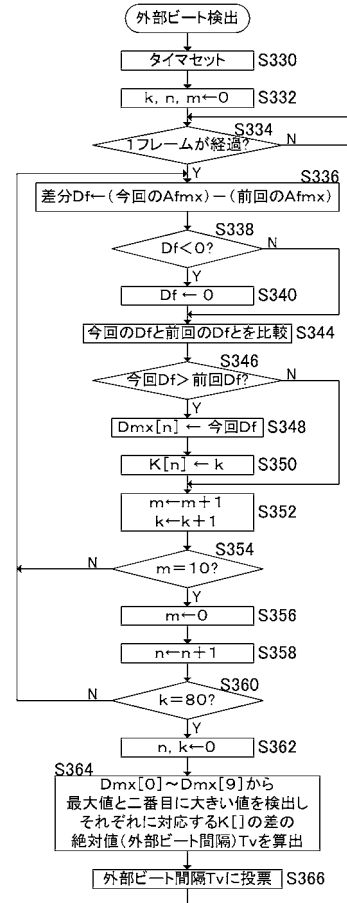 外部ビート検出
タイマセット S330
k, n, m←0 S332
S334
1フレームが経過? N
Y
S336
差分Df←(今回のAfmx)−(前回のAfmx)
S338
Df<0? N
Y
Df ← 0 S340
今回のDfと前回のDfとを比較 S344
S346
今回Df>前回Df? N
Y
Dmx[n] ← 今回Df S348
K[n] ← k S350
m←m+1
k←k+1 S352
S354
N m=10?
Y
m←0 S356
n←n+1 S358
S360
N k=80?
Y
n, k←0 S362
S364
Dmx[0]~Dmx[9]から
最大値と二番目に大きい値を検出し
それぞれに対応するK[]の差の
絶対値(外部ビート間隔)Tvを算出
外部ビート間隔Tvに投票 S366